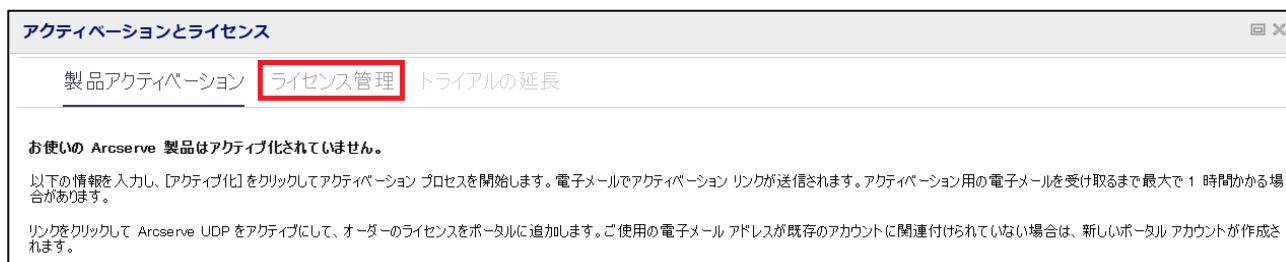 アクティベーションとライセンス
製品アクティベーション ライセンス管理 トライアルの延長
お使いの Arcserve 製品はアクティブ化されていません。
以下の情報を入力し、[アクティブ化] をクリックしてアクティベーション プロセスを開始します。電子メールでアクティベーション リンクが送信されます。アクティベーション用の電子メールを受け取るまで最大で 1 時間かかる場
合があります。
リンクをクリックして Arcserve UDP をアクティブにして、オーダーのライセンスをポータルに追加します。ご使用の電子メール アドレスが既存のアカウントに関連付けられていない場合は、新しいポータル アカウントが作成さ
れます。